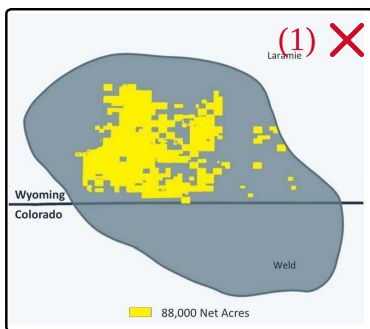 (1)
Laramie
Wyoming
Colorado
Weld
88,000 Net Acres